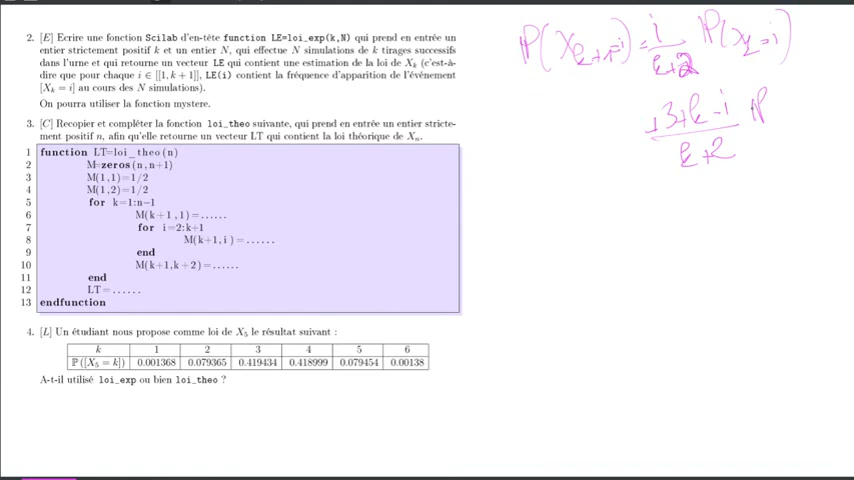 2. [E] Ecrire une fonction Scilab d'en-tête function LE=loi_exp(k,N) qui prend en entrée un
entier strictement positif k et un entier N, qui effectue N simulations de k tirages successifs
dans l'urne et qui retourne un vecteur LE qui contient une estimation de la loi de X_k (c'est-à-
dire que pour chaque i ∈ [[1, k + 1]], LE(i) contient la fréquence d'apparition de l'événement
[X_k = i] au cours des N simulations).
On pourra utiliser la fonction mystere.
3. [C] Recopier et compléter la fonction loi_theo suivante, qui prend en entrée un entier stricte-
ment positif n, afin qu'elle retourne un vecteur LT qui contient la loi théorique de X_n.
1 function LT=loi_theo(n)
2 M=zeros(n,n+1)
3 M(1,1)=1/2
4 M(1,2)=1/2
5 for k=1:n-1
6 M(k+1,1)=......
7 for i=2:k+1
8 M(k+1,i)=......
9 end
10 M(k+1,k+2)=......
11 end
12 LT=......
13 endfunction
4. [L] Un étudiant nous propose comme loi de X_5 le résultat suivant :
k 1 2 3 4 5 6
P([X_5 = k]) 0.001368 0.079365 0.419434 0.418999 0.079454 0.00138
A-t-il utilisé loi_exp ou bien loi_theo ?
P(X_{k+1}=i) = i/(k+2) P(X_k=i)
+ (3+k-i)/(k+2) P